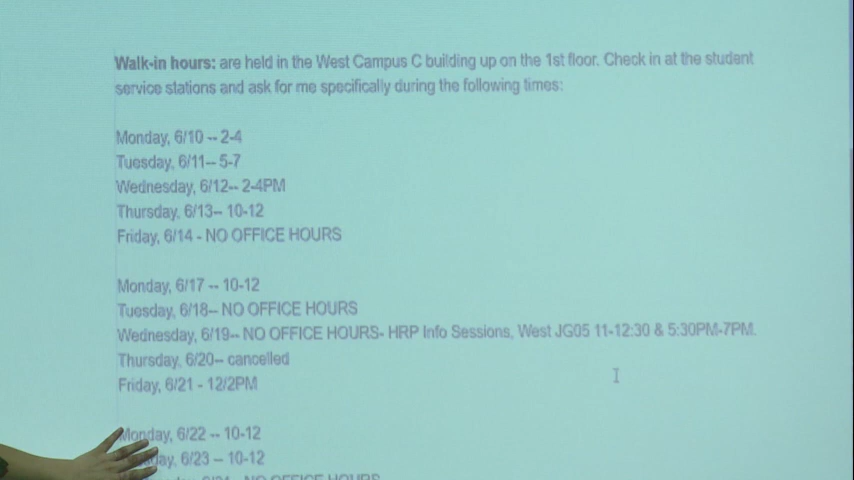 Walk-in hours: are held in the West Campus C building up on the 1st floor. Check in at the student
service stations and ask for me specifically during the following times:
Monday, 6/10 -- 2-4
Tuesday, 6/11-- 5-7
Wednesday, 6/12-- 2-4PM
Thursday, 6/13-- 10-12
Friday, 6/14 - NO OFFICE HOURS
Monday, 6/17 -- 10-12
Tuesday, 6/18-- NO OFFICE HOURS
Wednesday, 6/19-- NO OFFICE HOURS- HRP Info Sessions, West JG05 11-12:30 & 5:30PM-7PM.
Thursday, 6/20-- cancelled
Friday, 6/21 - 12/2PM
Monday, 6/22 -- 10-12
6/23 -- 10-12
NO OFFICE HOURS